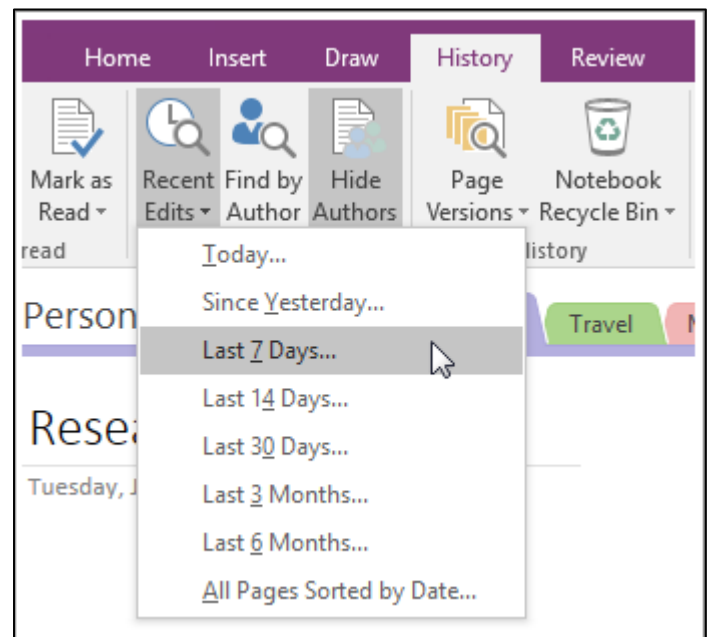 Home Insert Draw History Review
Mark as Recent Find by Hide Page Notebook
Read Edits Author Authors Versions Recycle Bin
read listory
Person Travel
Resea
Tuesday, J
Today...
Since Yesterday...
Last 7 Days...
Last 14 Days...
Last 30 Days...
Last 3 Months...
Last 6 Months...
All Pages Sorted by Date...